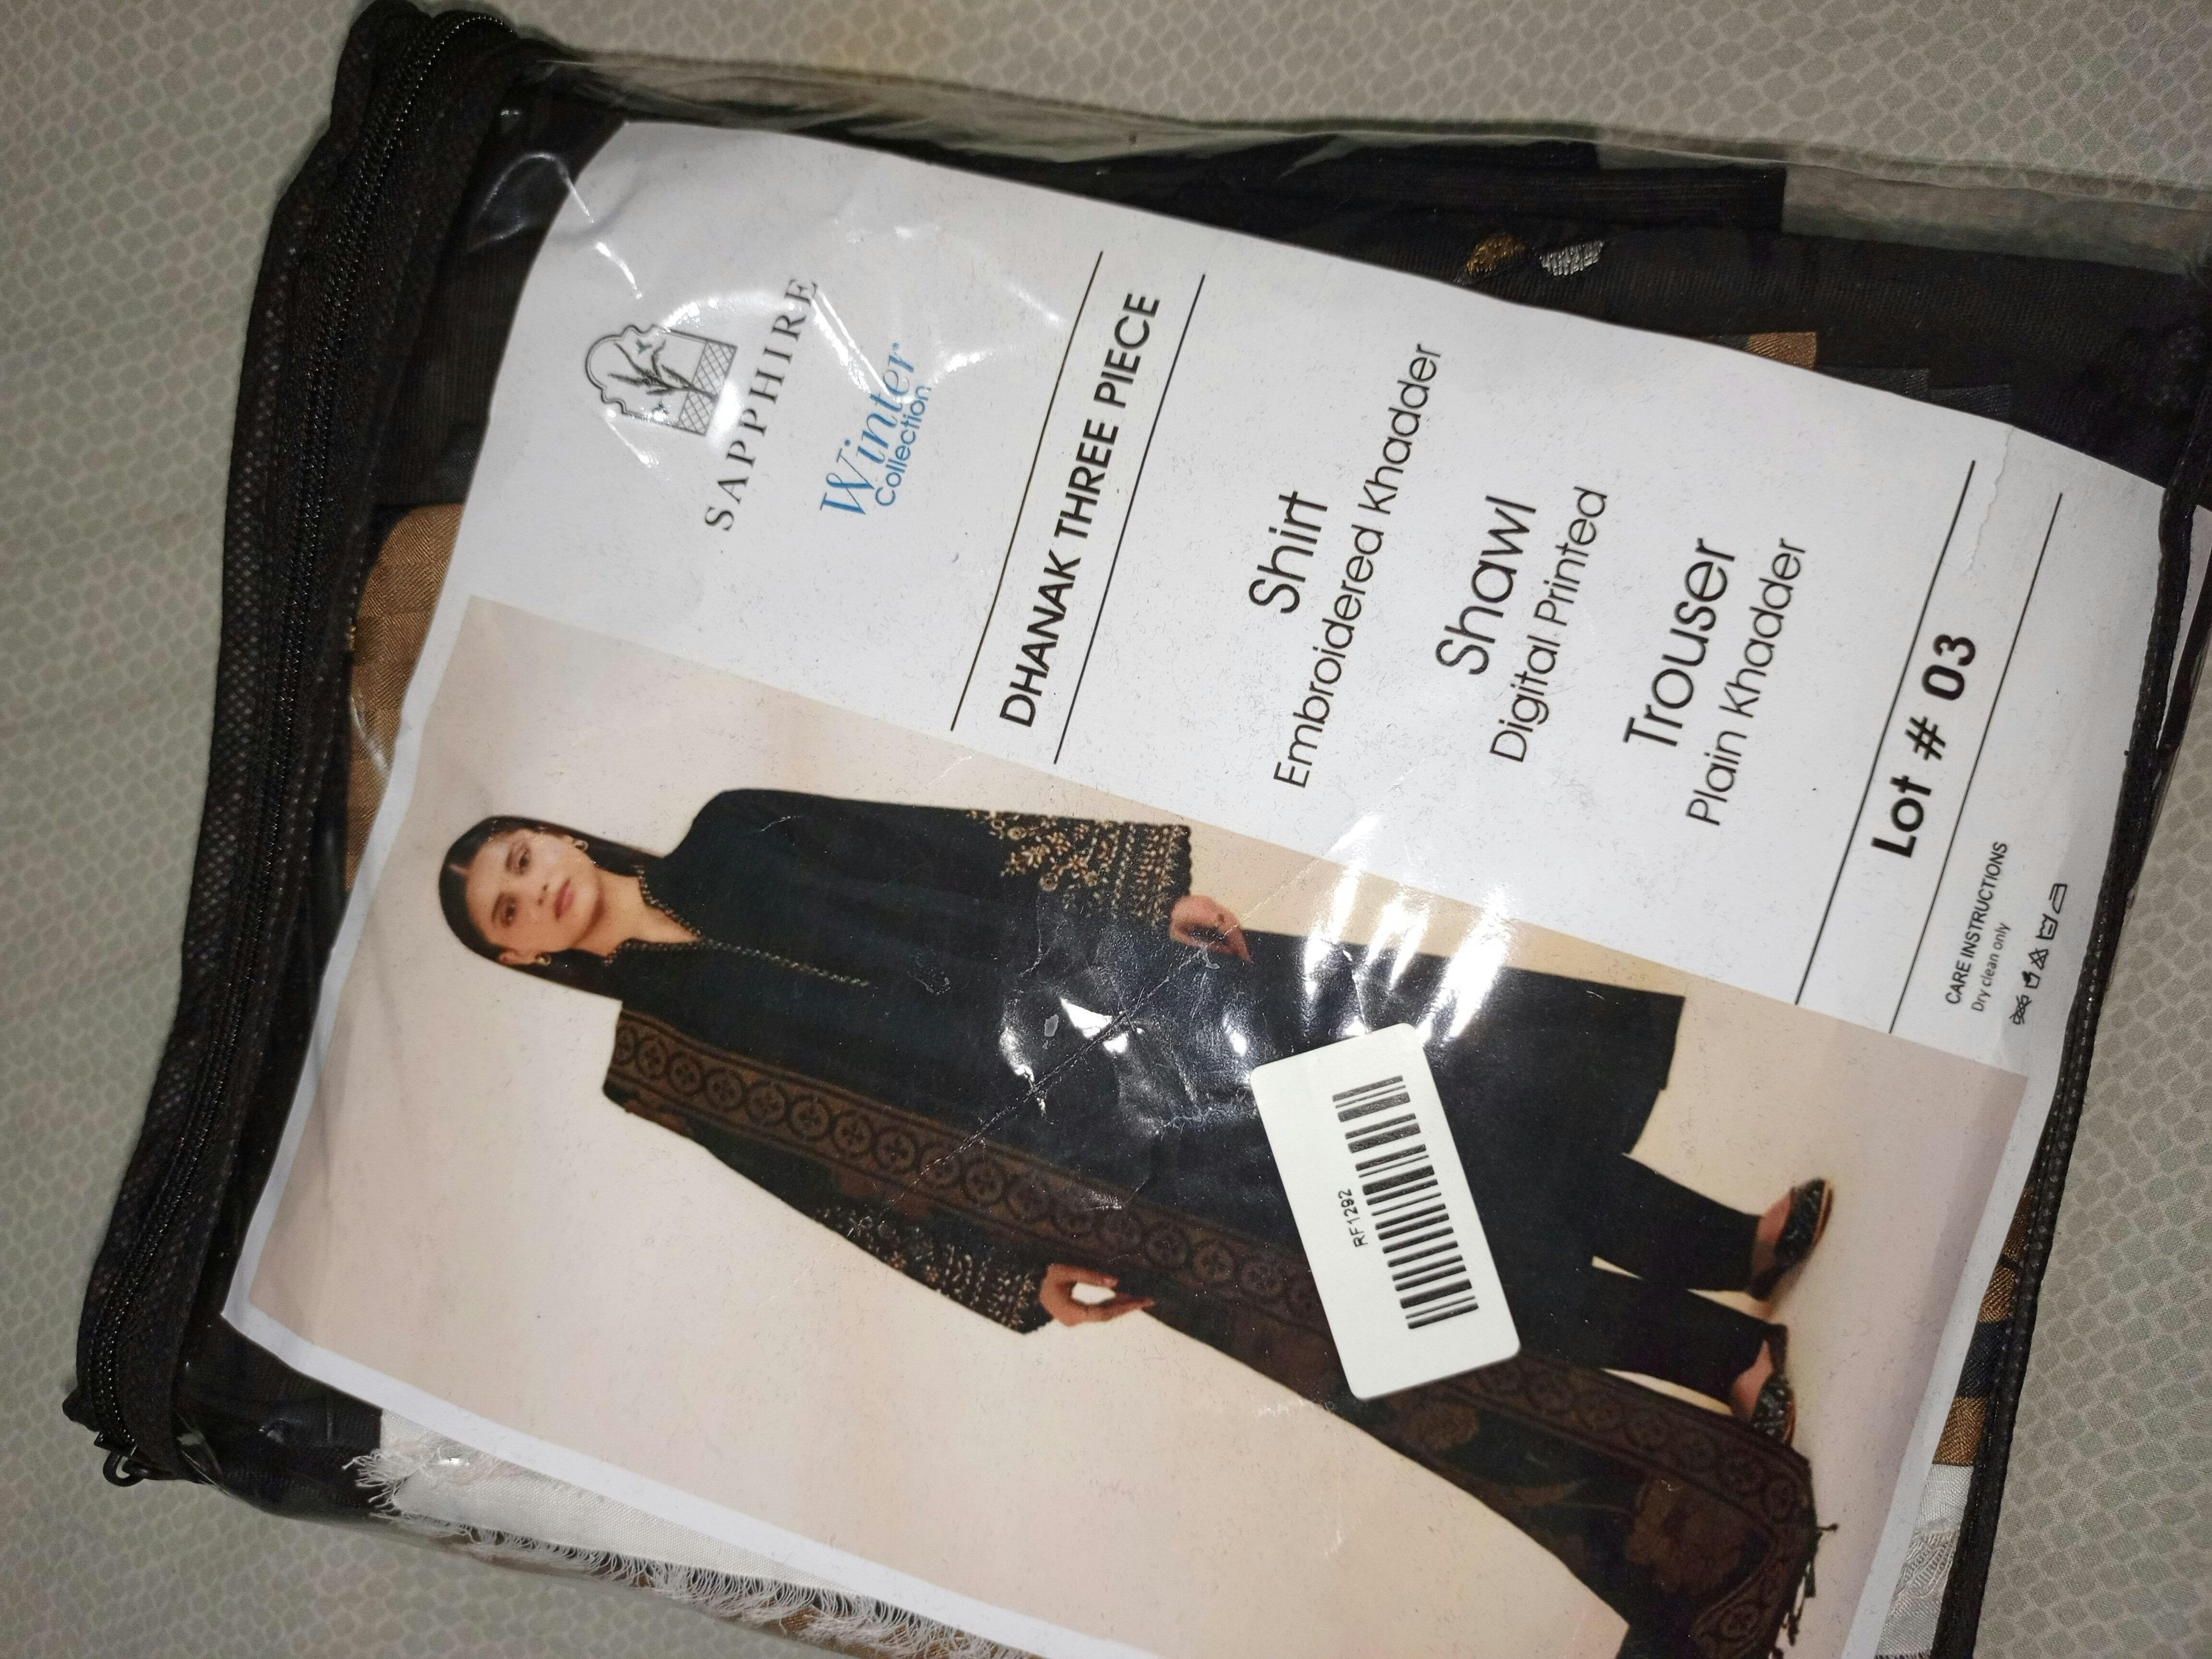 SAPPHIRE
Winter
Collection
DHANAK THREE PIECE
Shirt
Embroidered Khadder
Shawl
Digital Printed
Trouser
Plain Khadder
Lot # 03
CARE INSTRUCTIONS
Dry clean only
RF1292